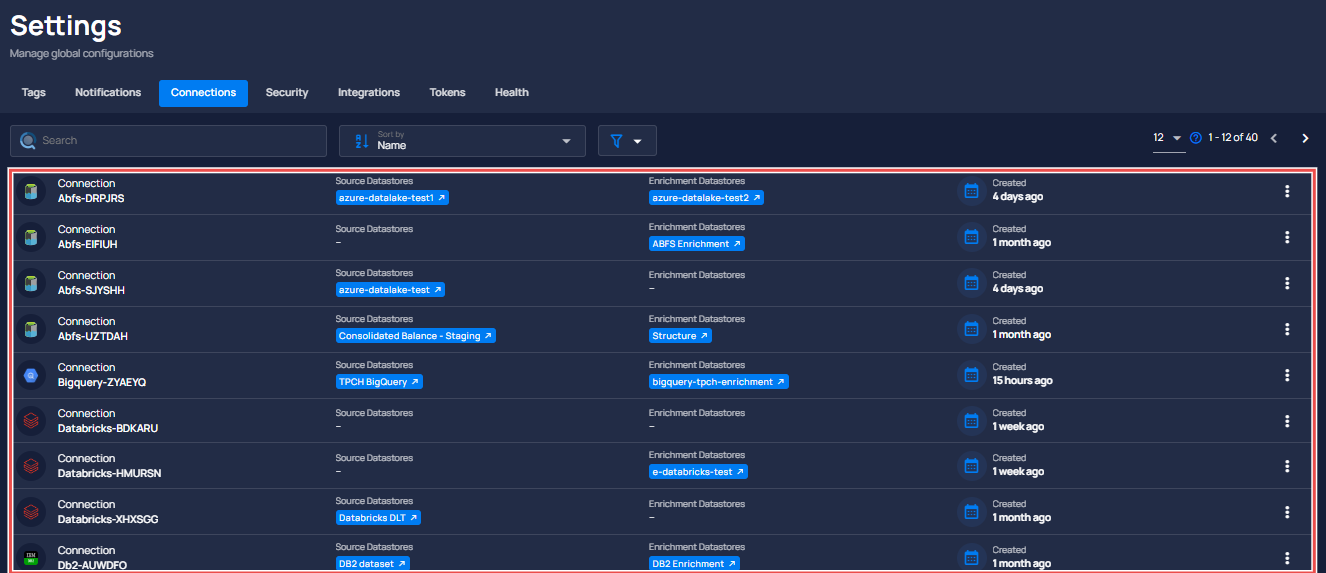 Settings
Manage global configurations
Tags Notifications Connections Security Integrations Tokens Health
Search
Sort by
Name
12 1 - 12 of 40
Connection Source Datastores Enrichment Datastores Created
Abfs-DRPJRS azure-datalake-test1 azure-datalake-test2 4 days ago
Connection Source Datastores Enrichment Datastores Created
Abfs-EIFIUH – ABFS Enrichment 1 month ago
Connection Source Datastores Enrichment Datastores Created
Abfs-SJYSHH azure-datalake-test – 4 days ago
Connection Source Datastores Enrichment Datastores Created
Abfs-UZTDAH Consolidated Balance - Staging Structure 1 month ago
Connection Source Datastores Enrichment Datastores Created
Bigquery-ZYAEYQ TPCH BigQuery bigquery-tpch-enrichment 15 hours ago
Connection Source Datastores Enrichment Datastores Created
Databricks-BDKARU – – 1 week ago
Connection Source Datastores Enrichment Datastores Created
Databricks-HMURSN – e-databricks-test 1 week ago
Connection Source Datastores Enrichment Datastores Created
Databricks-XHXSGG Databricks DLT – 1 month ago
Connection Source Datastores Enrichment Datastores Created
Db2-AUWDFO DB2 dataset DB2 Enrichment 1 month ago